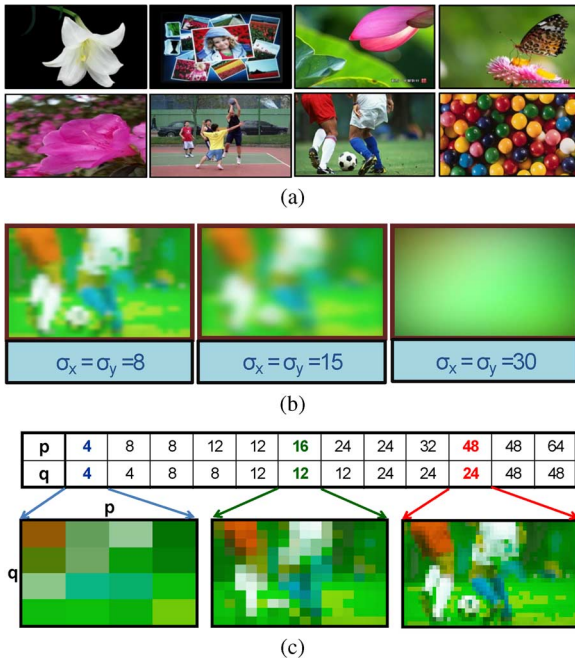 (a)
σx = σy =8 σx = σy =15 σx = σy =30
(b)
p 4 8 8 12 12 16 24 24 32 48 48 64
q 4 4 8 8 12 12 12 24 24 24 48 48
p
q
(c)